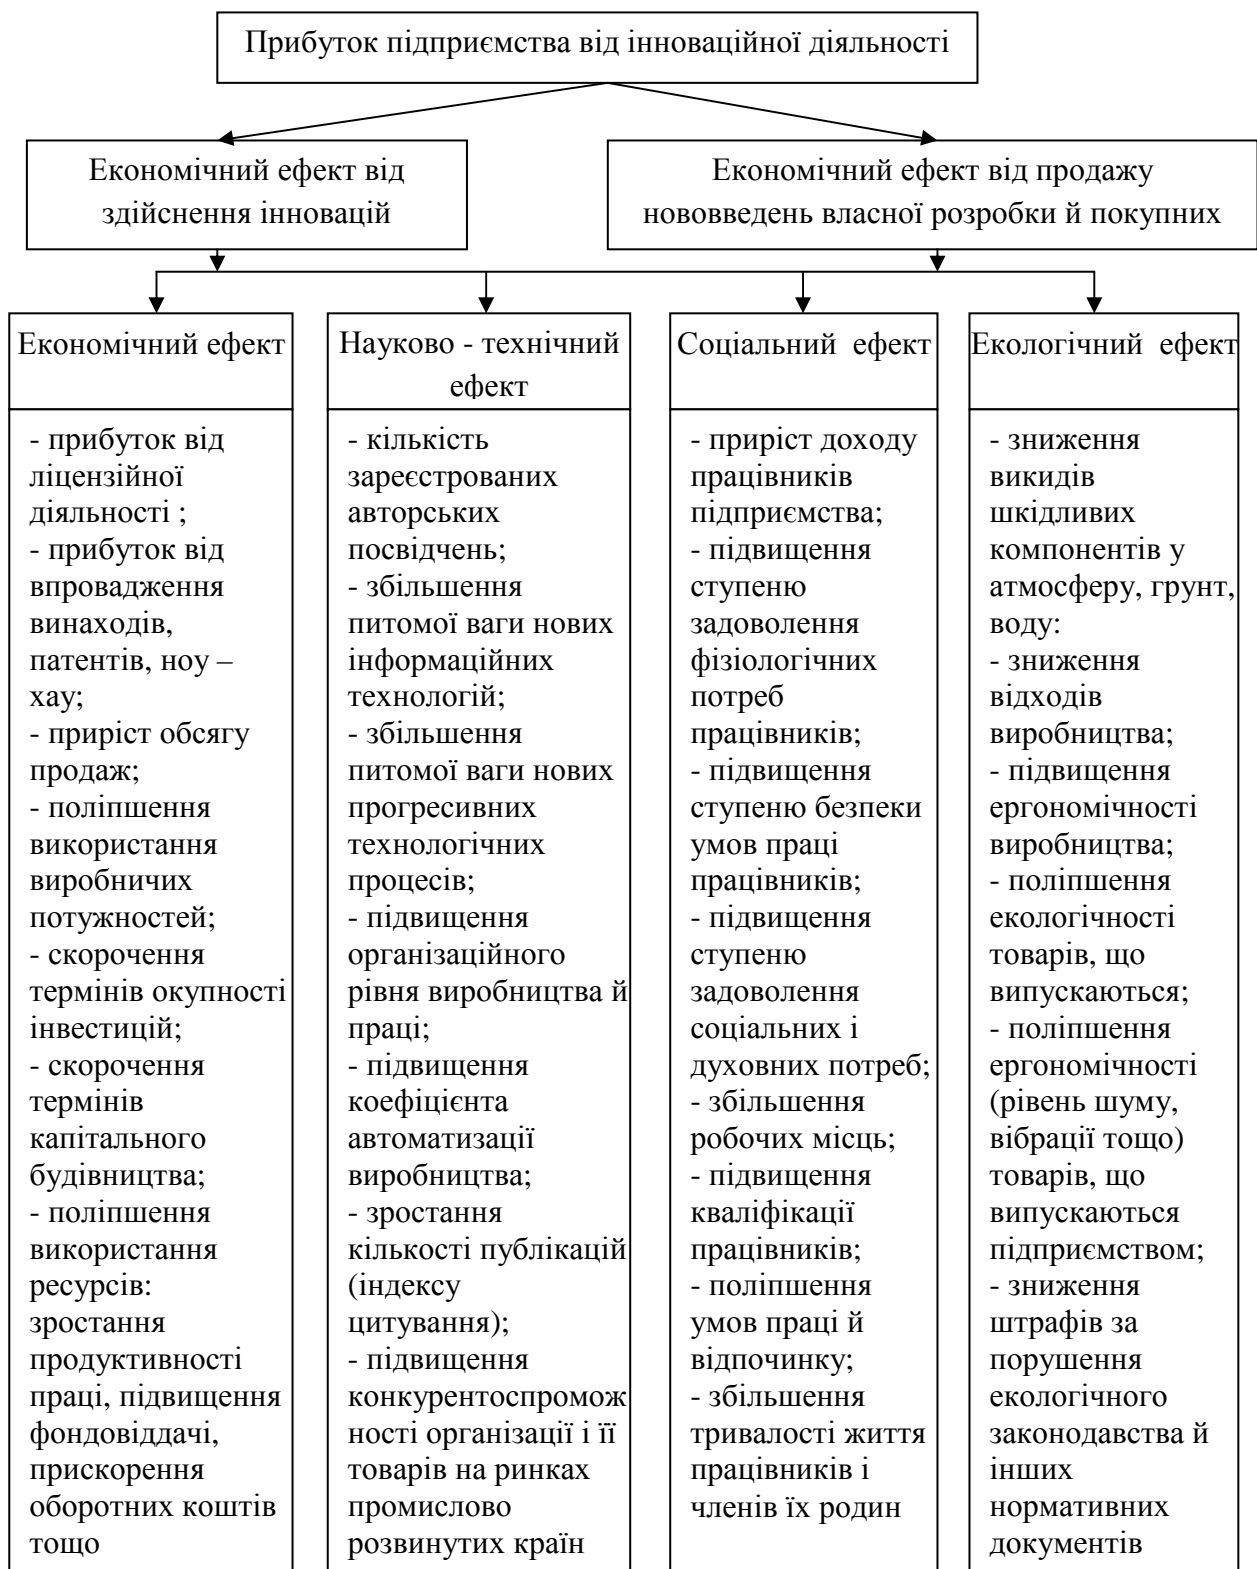 Прибуток підприємства від інноваційної діяльності
Економічний ефект від
здійснення інновацій
Економічний ефект від продажу
нововведень власної розробки й покупних
Економічний ефект
- прибуток від
ліцензійної
діяльності ;
- прибуток від
впровадження
винаходів,
патентів, ноу –
хау;
- приріст обсягу
продаж;
- поліпшення
використання
виробничих
потужностей;
- скорочення
термінів окупності
інвестицій;
- скорочення
термінів
капітального
будівництва;
- поліпшення
використання
ресурсів:
зростання
продуктивності
праці, підвищення
фондовіддачі,
прискорення
оборотних коштів
тощо
Науково - технічний
ефект
- кількість
зареєстрованих
авторських
посвідчень;
- збільшення
питомої ваги нових
інформаційних
технологій;
- збільшення
питомої ваги нових
прогресивних
технологічних
процесів;
- підвищення
організаційного
рівня виробництва й
праці;
- підвищення
коефіцієнта
автоматизації
виробництва;
- зростання
кількості публікацій
(індексу
цитування);
- підвищення
конкурентоспромож
ності організації і її
товарів на ринках
промислово
розвинутих країн
Соціальний ефект
- приріст доходу
працівників
підприємства;
- підвищення
ступеню
задоволення
фізіологічних
потреб
працівників;
- підвищення
ступеню безпеки
умов праці
працівників;
- підвищення
ступеню
задоволення
соціальних і
духовних потреб;
- збільшення
робочих місць;
- підвищення
кваліфікації
працівників;
- поліпшення
умов праці й
відпочинку;
- збільшення
тривалості життя
працівників і
членів їх родин
Екологічний ефект
- зниження
викидів
шкідливих
компонентів у
атмосферу, грунт,
воду:
- зниження
відходів
виробництва;
- підвищення
ергономічності
виробництва;
- поліпшення
екологічності
товарів, що
випускаються;
- поліпшення
ергономічності
(рівень шуму,
вібрації тощо)
товарів, що
випускаються
підприємством;
- зниження
штрафів за
порушення
екологічного
законодавства й
інших
нормативних
документів